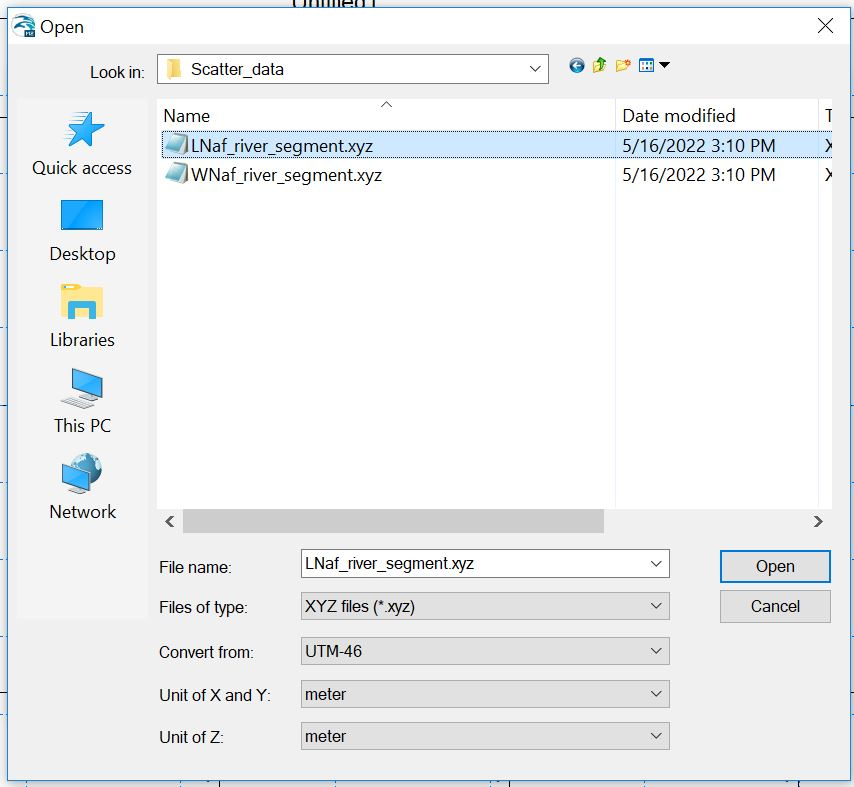 Untitled1
Open
Look in: Scatter_data
Name Date modified T
LNaf_river_segment.xyz 5/16/2022 3:10 PM X
WNaf_river_segment.xyz 5/16/2022 3:10 PM X
Quick access
Desktop
Libraries
This PC
Network
File name: LNaf_river_segment.xyz Open
Files of type: XYZ files (*.xyz) Cancel
Convert from: UTM-46
Unit of X and Y: meter
Unit of Z: meter